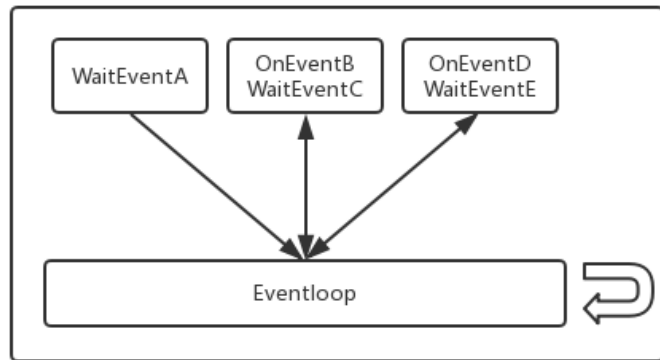 WaitEventA
OnEventB
WaitEventC
OnEventD
WaitEventE
Eventloop